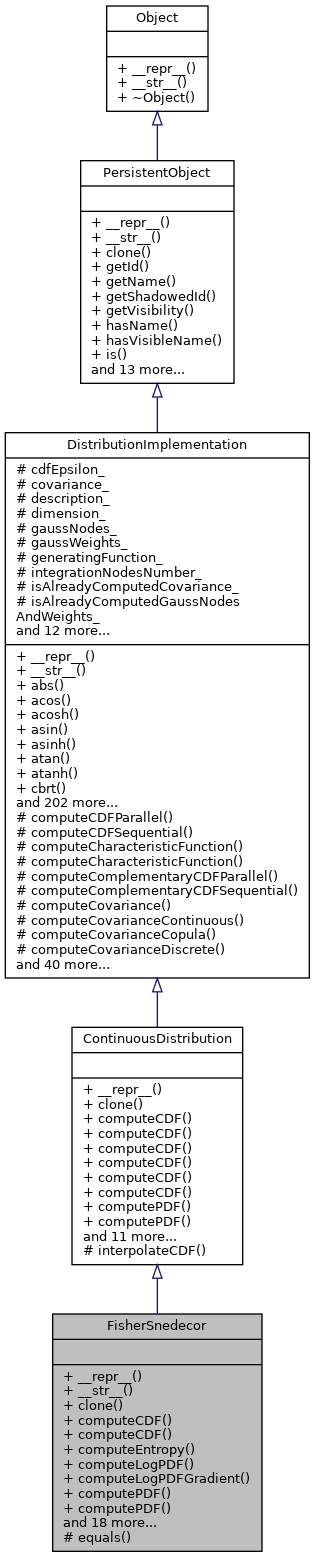 Object
+ __repr__()
+ __str__()
+ ~Object()
PersistentObject
+ __repr__()
+ __str__()
+ clone()
+ getId()
+ getName()
+ getShadowedId()
+ getVisibility()
+ hasName()
+ hasVisibleName()
+ is()
and 13 more...
DistributionImplementation
# cdfEpsilon_
# covariance_
# description_
# dimension_
# gaussNodes_
# gaussWeights_
# generatingFunction_
# integrationNodesNumber_
# isAlreadyComputedCovariance_
# isAlreadyComputedGaussNodes
AndWeights_
and 12 more...
+ __repr__()
+ __str__()
+ abs()
+ acos()
+ acosh()
+ asin()
+ asinh()
+ atan()
+ atanh()
+ cbrt()
and 202 more...
# computeCDFParallel()
# computeCDFSequential()
# computeCharacteristicFunction()
# computeCharacteristicFunction()
# computeComplementaryCDFParallel()
# computeComplementaryCDFSequential()
# computeCovariance()
# computeCovarianceContinuous()
# computeCovarianceCopula()
# computeCovarianceDiscrete()
and 40 more...
ContinuousDistribution
+ __repr__()
+ clone()
+ computeCDF()
+ computeCDF()
+ computeCDF()
+ computeCDF()
+ computeCDF()
+ computeCDF()
+ computePDF()
+ computePDF()
and 11 more...
# interpolateCDF()
FisherSnedecor
+ __repr__()
+ __str__()
+ clone()
+ computeCDF()
+ computeCDF()
+ computeEntropy()
+ computeLogPDF()
+ computeLogPDFGradient()
+ computePDF()
+ computePDF()
and 18 more...
# equals()